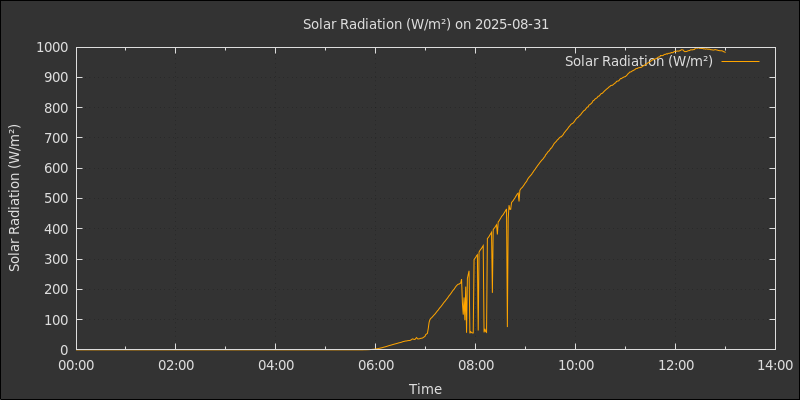 Solar Radiation (W/m²) on 2025-08-31
Solar Radiation (W/m²)
Solar Radiation (W/m²)
1000
900
800
700
600
500
400
300
200
100
0
00:00 02:00 04:00 06:00 08:00 10:00 12:00 14:00
Time